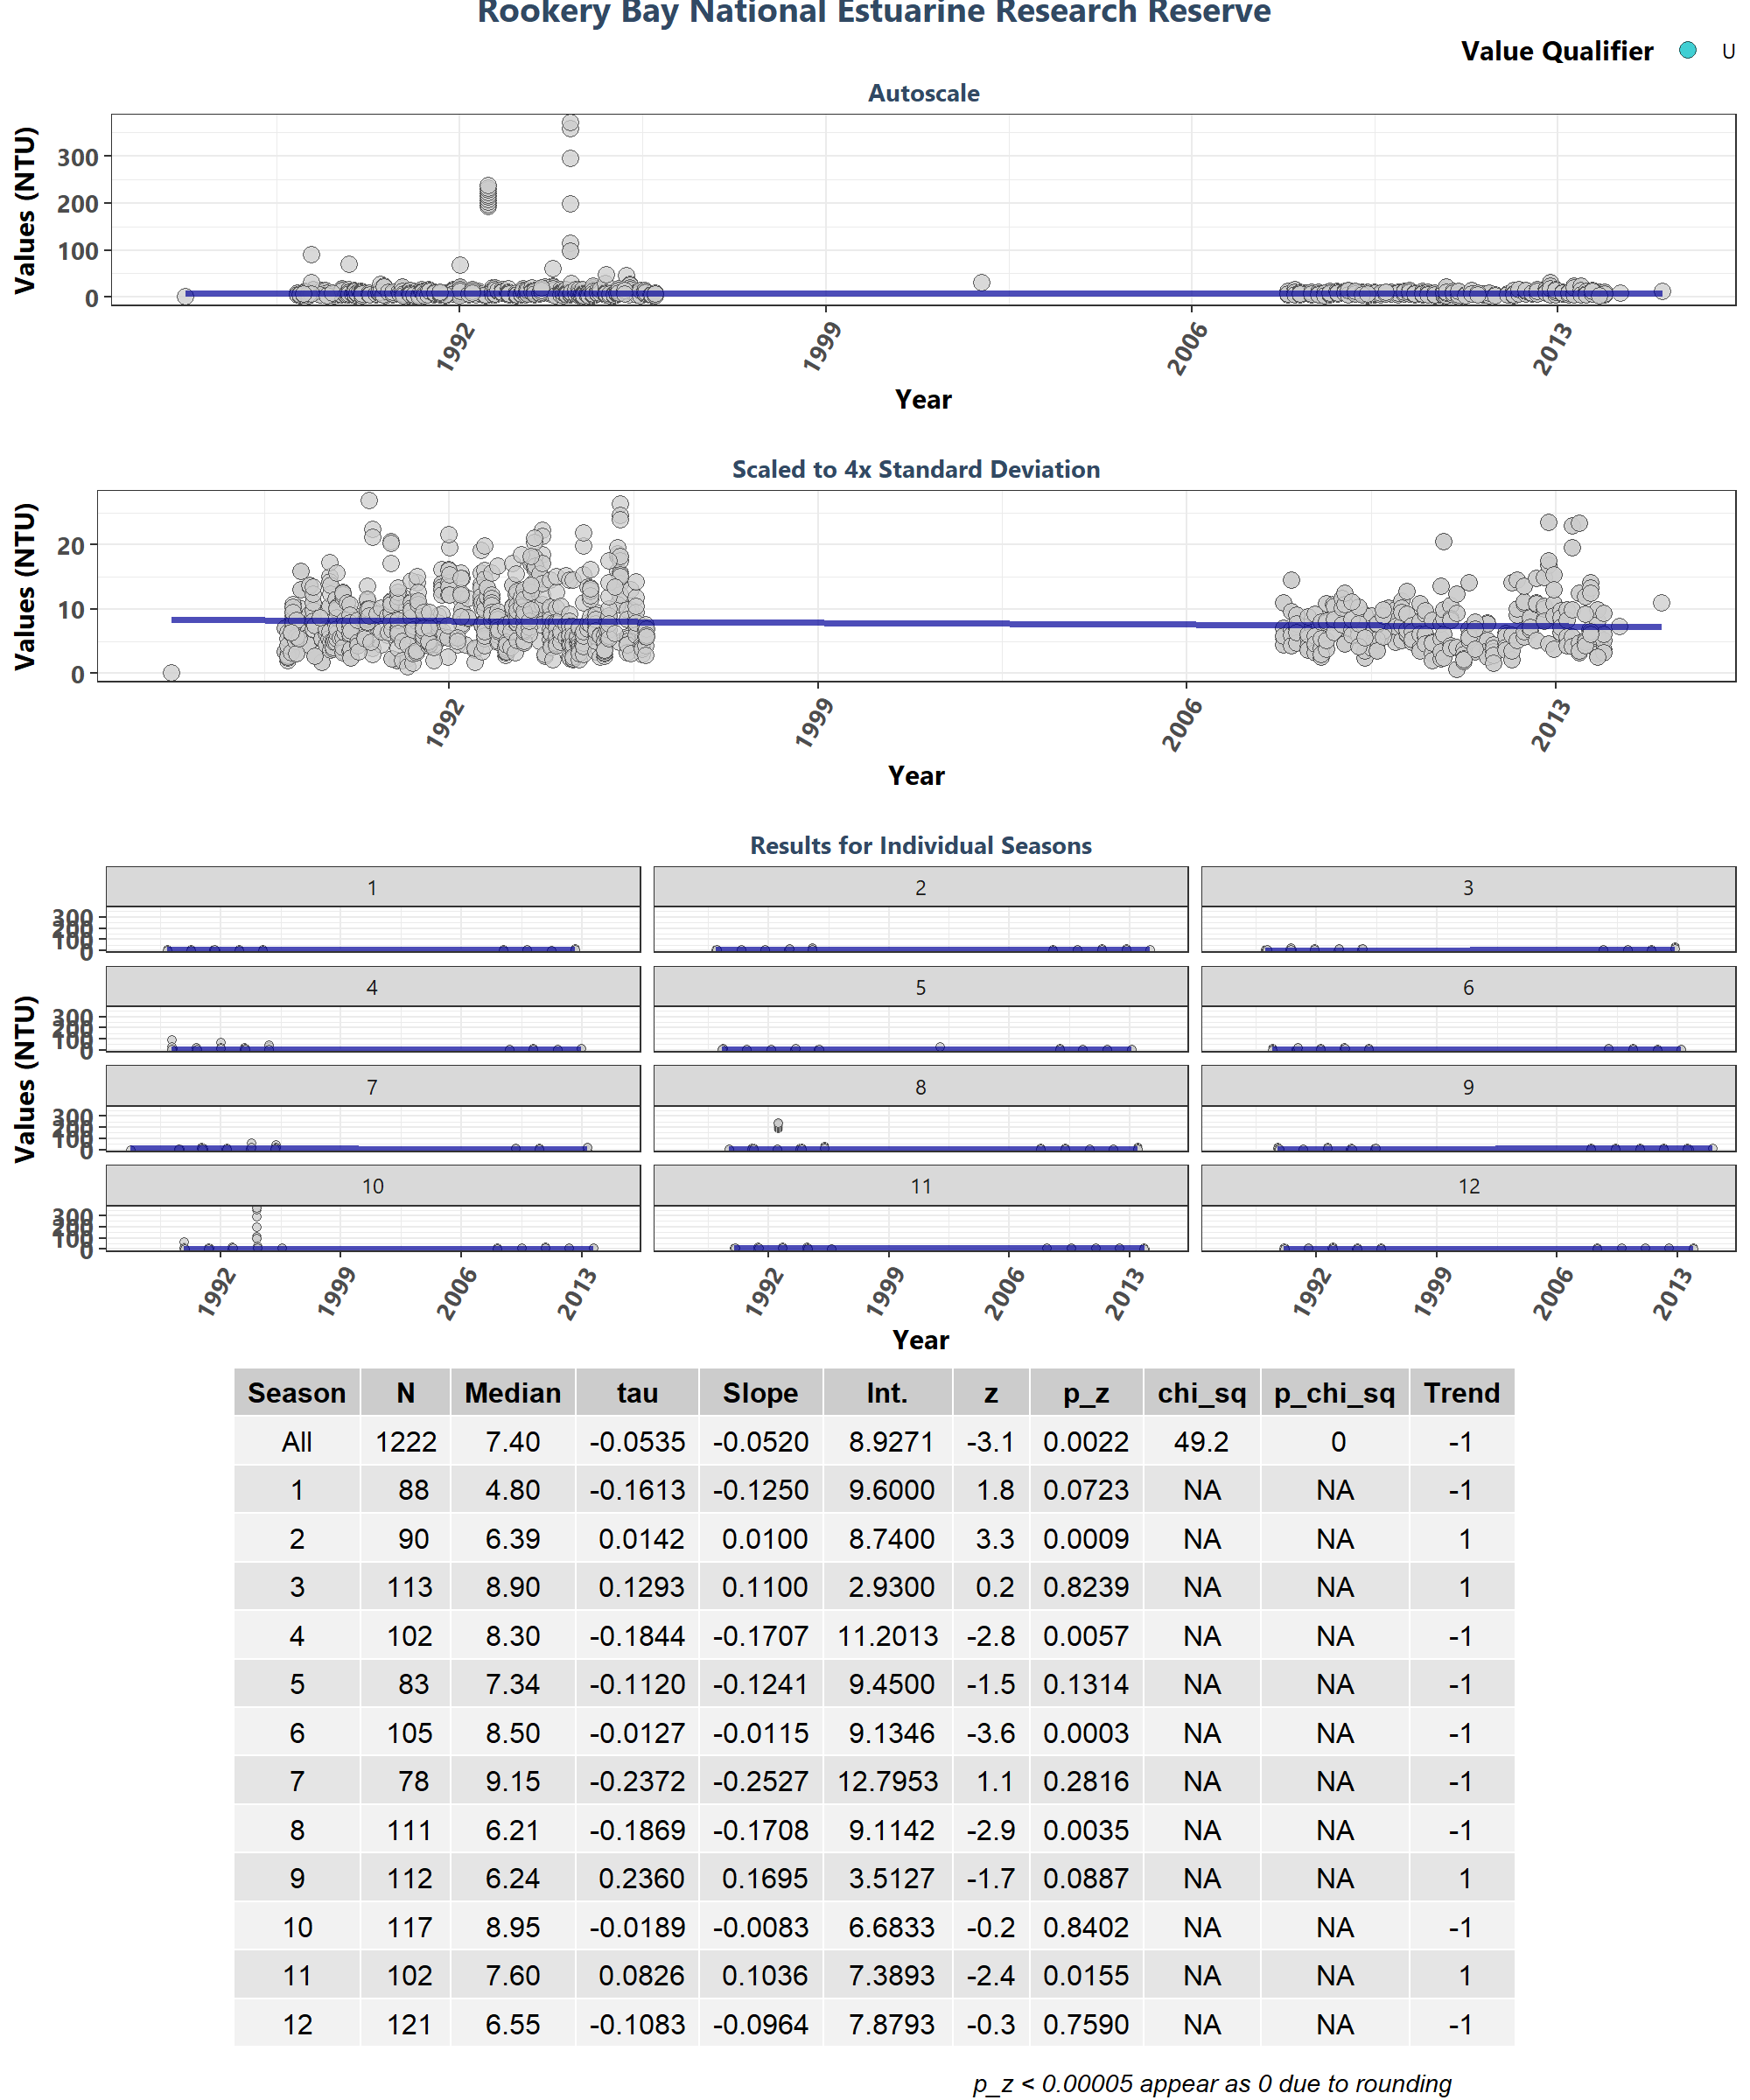 Rookery Bay National Estuarine Research Reserve
Value Qualifier U
Autoscale
Values (NTU)
300
200
100
0
1992 1999 2006 2013
Year
Scaled to 4x Standard Deviation
Values (NTU)
20
10
0
1992 1999 2006 2013
Year
Results for Individual Seasons
Values (NTU)
1 2 3
300
200
100
0
4 5 6
300
200
100
0
7 8 9
300
200
100
0
10 11 12
300
200
100
0
1992 1999 2006 2013 1992 1999 2006 2013 1992 1999 2006 2013
Year
Season N Median tau Slope Int. z p_z chi_sq p_chi_sq Trend
All 1222 7.40 -0.0535 -0.0520 8.9271 -3.1 0.0022 49.2 0 -1
1 88 4.80 -0.1613 -0.1250 9.6000 1.8 0.0723 NA NA -1
2 90 6.39 0.0142 0.0100 8.7400 3.3 0.0009 NA NA 1
3 113 8.90 0.1293 0.1100 2.9300 0.2 0.8239 NA NA 1
4 102 8.30 -0.1844 -0.1707 11.2013 -2.8 0.0057 NA NA -1
5 83 7.34 -0.1120 -0.1241 9.4500 -1.5 0.1314 NA NA -1
6 105 8.50 -0.0127 -0.0115 9.1346 -3.6 0.0003 NA NA -1
7 78 9.15 -0.2372 -0.2527 12.7953 1.1 0.2816 NA NA -1
8 111 6.21 -0.1869 -0.1708 9.1142 -2.9 0.0035 NA NA -1
9 112 6.24 0.2360 0.1695 3.5127 -1.7 0.0887 NA NA 1
10 117 8.95 -0.0189 -0.0083 6.6833 -0.2 0.8402 NA NA -1
11 102 7.60 0.0826 0.1036 7.3893 -2.4 0.0155 NA NA 1
12 121 6.55 -0.1083 -0.0964 7.8793 -0.3 0.7590 NA NA -1
p_z < 0.00005 appear as 0 due to rounding